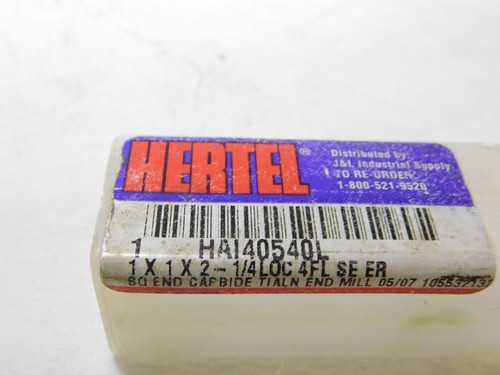 HERTEL®
Distributed by:
J&L Industrial Supply
TO RE-ORDER
1-800-521-9520
1 HAI40540L
1 X 1 X 2 - 1/4LOC 4FL SE ER
SQ END CARBIDE TIALN END MILL 05/07